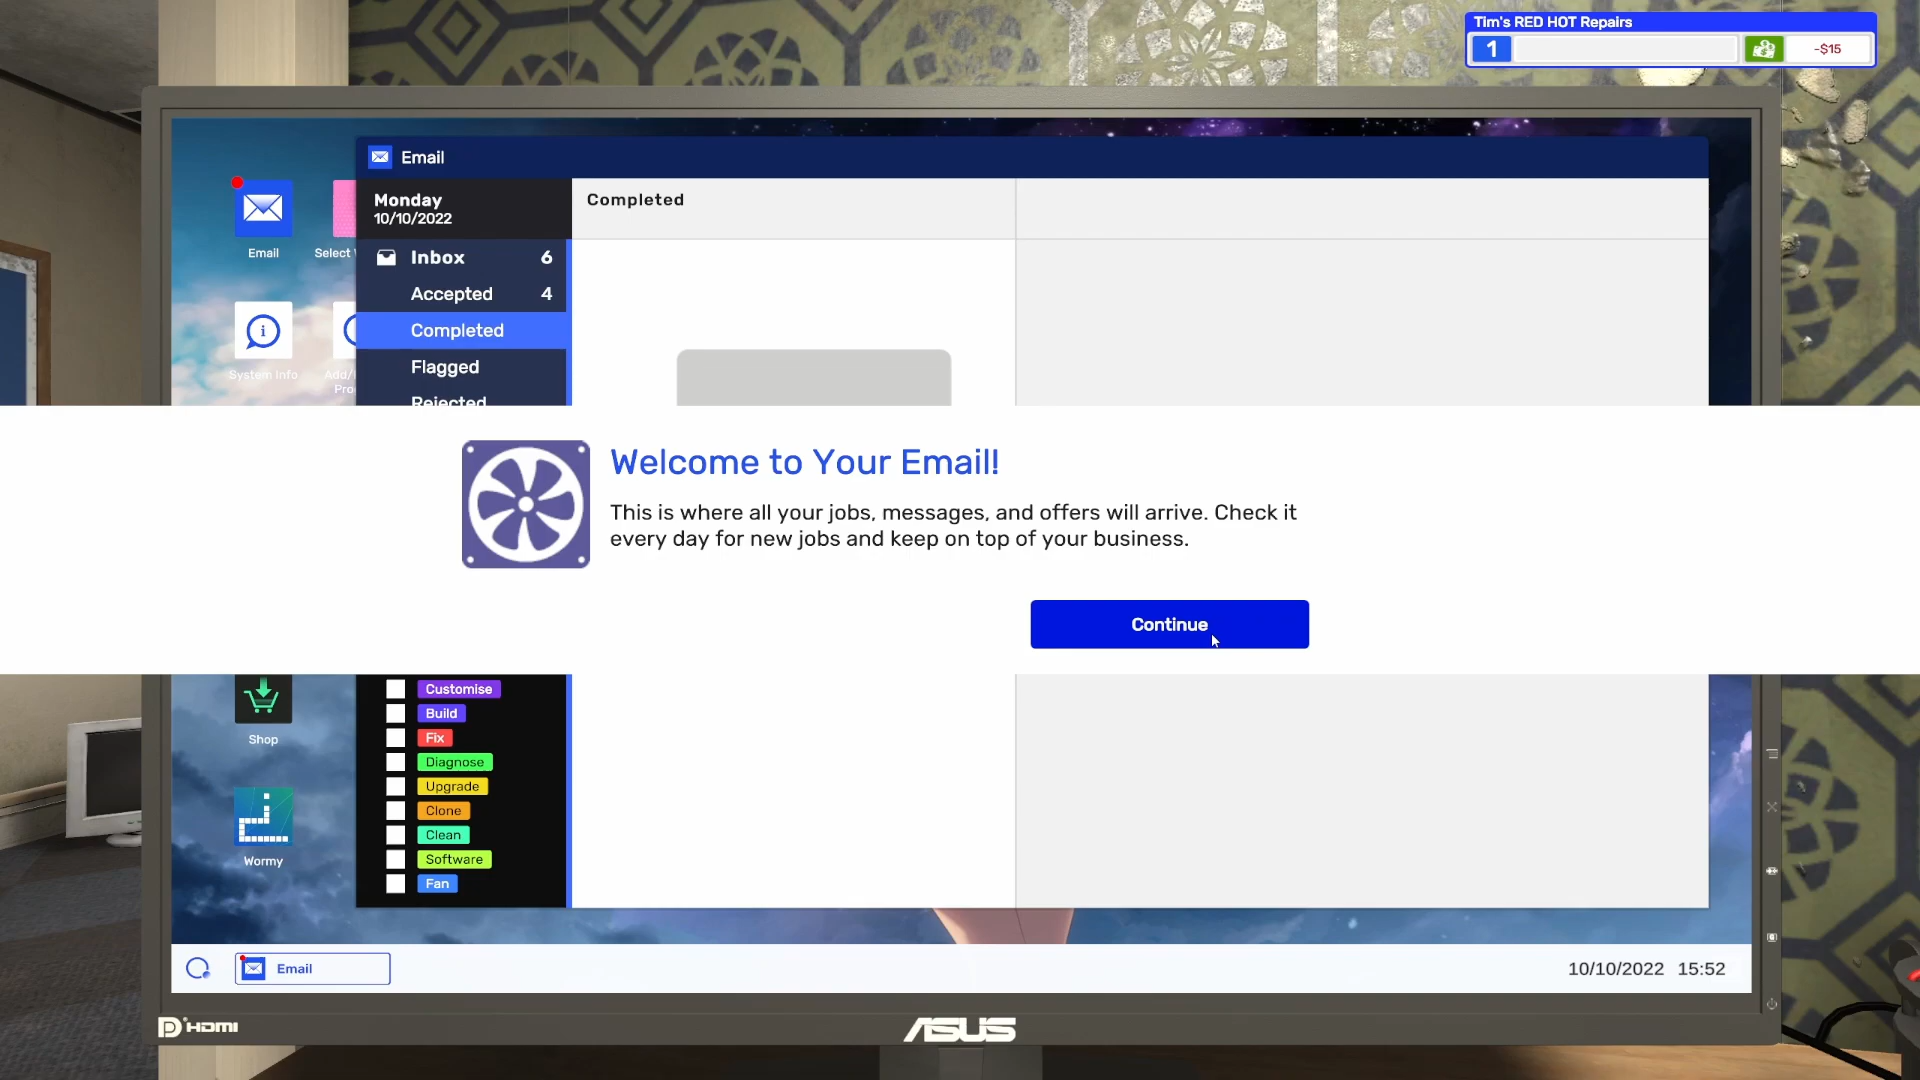 Tim's RED HOT Repairs
1
-$15
Email
Monday
10/10/2022
Completed
Inbox 6
Accepted 4
Completed
Flagged
Rejected
Email
Select
System Info
Add/
Pro
Welcome to Your Email!
This is where all your jobs, messages, and offers will arrive. Check it
every day for new jobs and keep on top of your business.
Continue
Customise
Build
Fix
Diagnose
Upgrade
Clone
Clean
Software
Fan
Shop
Wormy
Email
10/10/2022 15:52
HDMI
ASUS